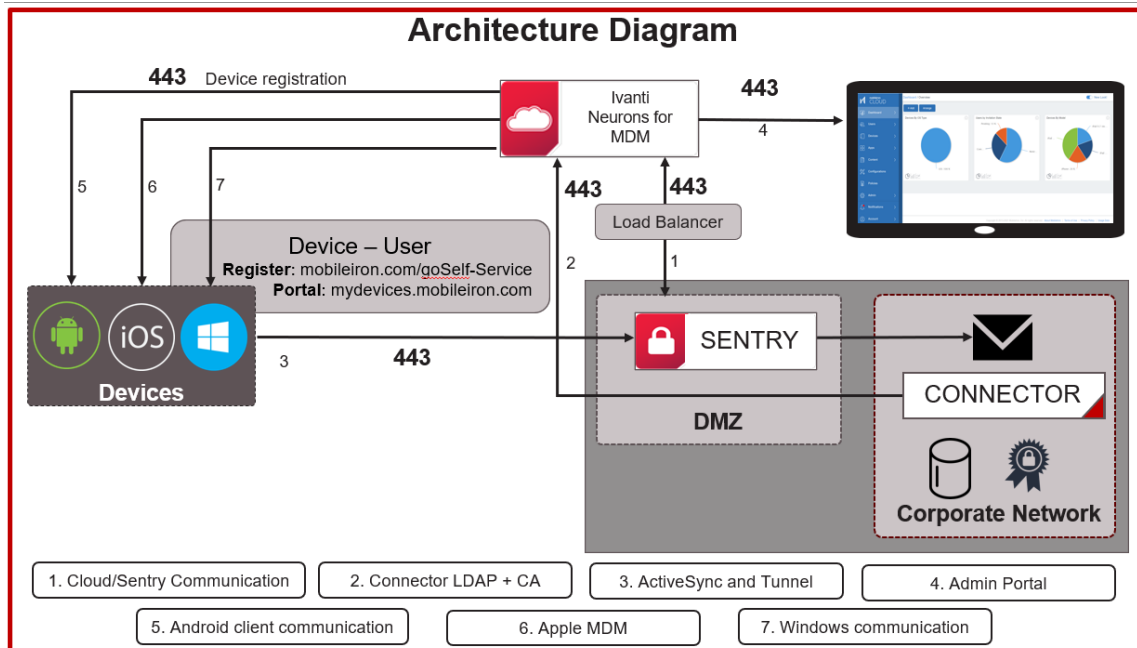 Architecture Diagram
443 Device registration
Ivanti
Neurons for
MDM
443
4
5
6
7
443
443
Load Balancer
2
1
Device – User
Register: mobileiron.com/goSelf-Service
Portal: mydevices.mobileiron.com
iOS
Devices
3
443
SENTRY
DMZ
CONNECTOR
Corporate Network
1. Cloud/Sentry Communication
2. Connector LDAP + CA
3. ActiveSync and Tunnel
4. Admin Portal
5. Android client communication
6. Apple MDM
7. Windows communication